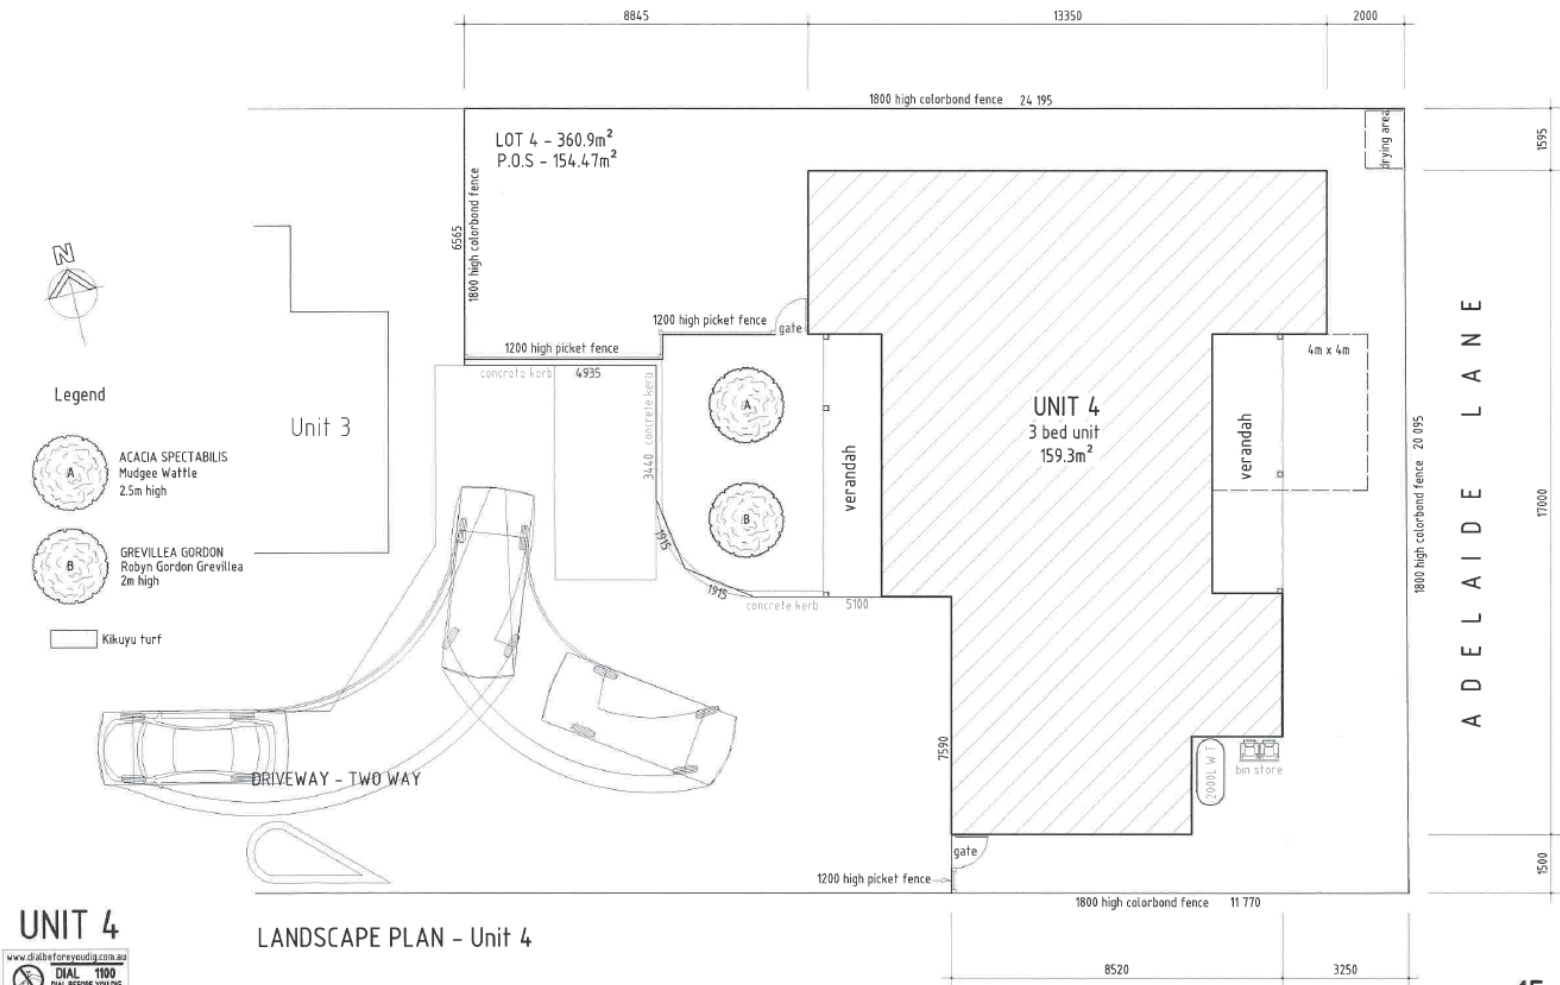 8845
13350
2000
1800 high colorbond fence 24 195
drying area
1595
LOT 4 - 360.9m²
P.O.S - 154.47m²
1800 high colorbond fence
6565
N
1200 high picket fence
gate
1200 high picket fence
concrete kerb
4935
4m x 4m
Legend
Unit 3
A
ACACIA SPECTABILIS
Mudgee Wattle
2.5m high
A
3440 concrete kerb
verandah
UNIT 4
3 bed unit
159.3m²
verandah
1800 high colorbond fence 20 095
ADELAIDE LANE
17000
B
GREVILLEA GORDON
Robyn Gordon Grevillea
2m high
B
1915
1915
concrete kerb
5100
Kikuyu turf
7590
2000L W T
bin store
DRIVEWAY - TWO WAY
gate
1200 high picket fence
1500
1800 high colorbond fence 11 770
UNIT 4
LANDSCAPE PLAN - Unit 4
www.dialbeforeyoudig.com.au
DIAL 1100
8520
3250